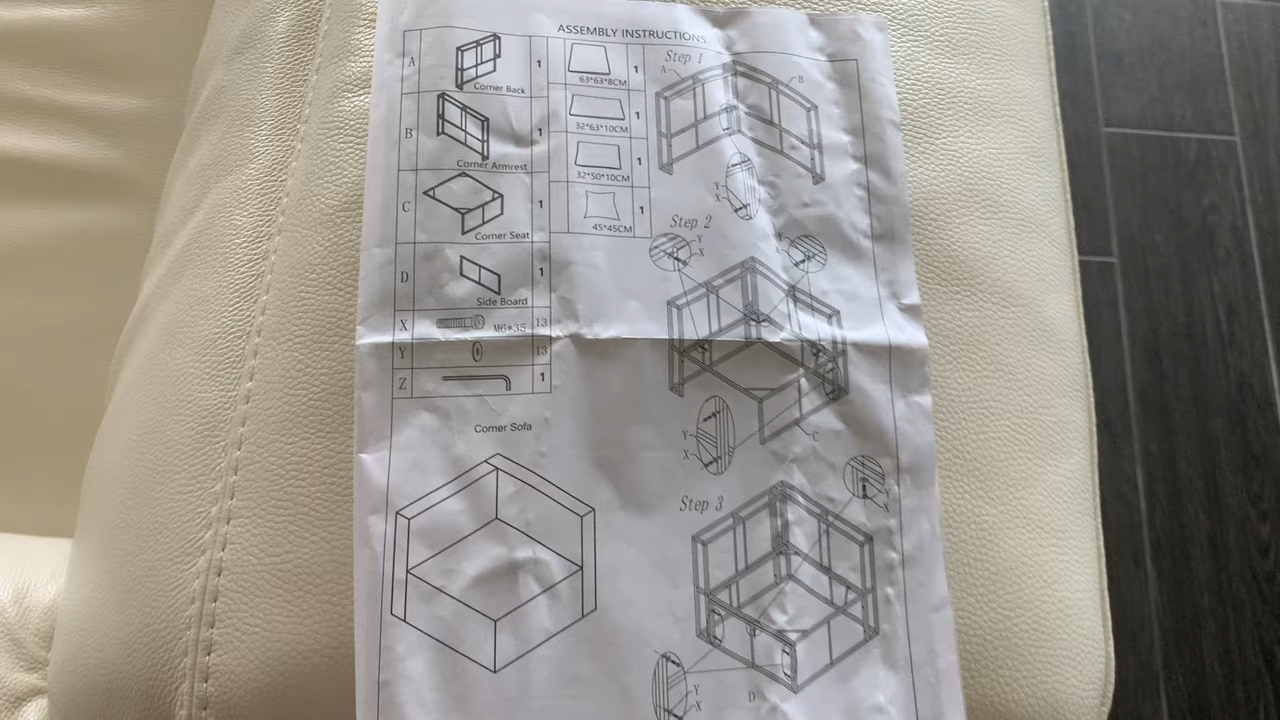 ASSEMBLY INSTRUCTIONS
A 1
Corner Back
B 1
Corner Armrest
C 1
Corner Seat
D 1
Side Board
X M6*35 13
Y 13
Z 1
1
63*63*8CM
1
32*63*10CM
1
32*50*10CM
1
45*45CM
Corner Sofa
Step 1
A B
Y
X
Step 2
Y
X
Y
X
C
Step 3
Y
X
Y
X
D